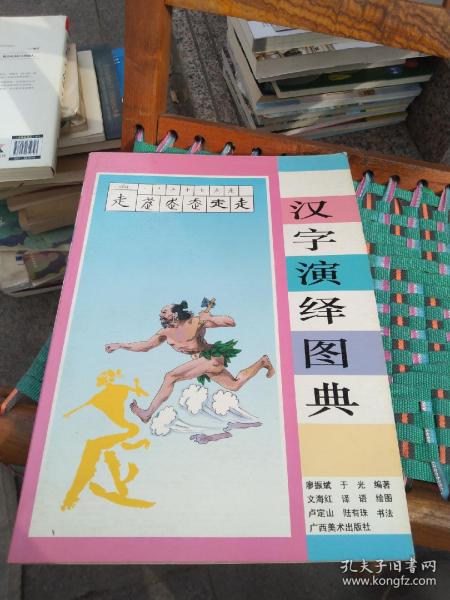 走
走
汉字演绎图典
廖振斌 于光 编著
文海红 译语 绘图
卢定山 陆有珠 书法
广西美术出版社
孔夫子旧书网
www.kongfz.com